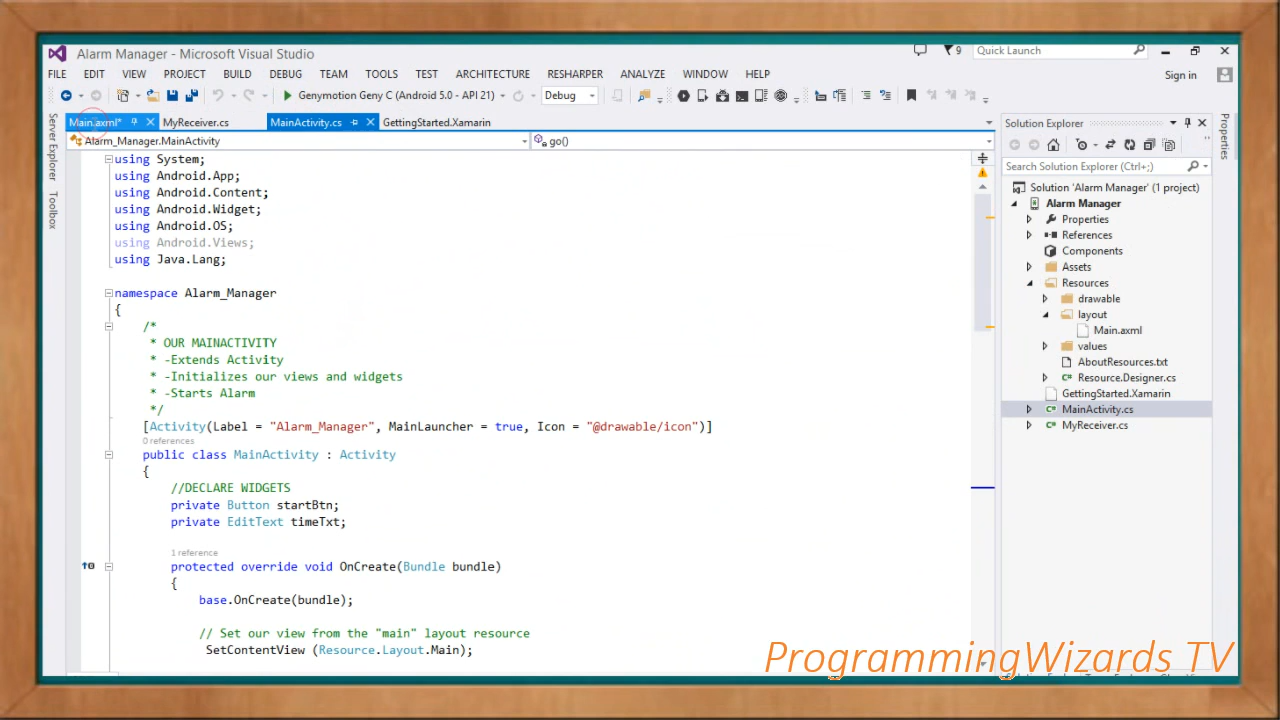 Alarm Manager - Microsoft Visual Studio
9
Quick Launch
FILE EDIT VIEW PROJECT BUILD DEBUG TEAM TOOLS TEST ARCHITECTURE RESHARPER ANALYZE WINDOW HELP
Sign in
Genymotion Geny C (Android 5.0 - API 21)
Debug
Server Explorer
Toolbox
Main.axml*
MyReceiver.cs
MainActivity.cs
GettingStarted.Xamarin
Alarm_Manager.MainActivity
go()
using System;
using Android.App;
using Android.Content;
using Android.Widget;
using Android.OS;
using Android.Views;
using Java.Lang;
namespace Alarm_Manager
{
/*
* OUR MAINACTIVITY
* -Extends Activity
* -Initializes our views and widgets
* -Starts Alarm
*/
[Activity(Label = "Alarm_Manager", MainLauncher = true, Icon = "@drawable/icon")]
0 references
public class MainActivity : Activity
{
//DECLARE WIDGETS
private Button startBtn;
private EditText timeTxt;
1 reference
protected override void OnCreate(Bundle bundle)
{
base.OnCreate(bundle);
// Set our view from the "main" layout resource
SetContentView (Resource.Layout.Main);
Solution Explorer
Search Solution Explorer (Ctrl+;)
Solution 'Alarm Manager' (1 project)
Alarm Manager
Properties
References
Components
Assets
Resources
drawable
layout
Main.axml
values
AboutResources.txt
Resource.Designer.cs
GettingStarted.Xamarin
MainActivity.cs
MyReceiver.cs
Properties
ProgrammingWizards TV